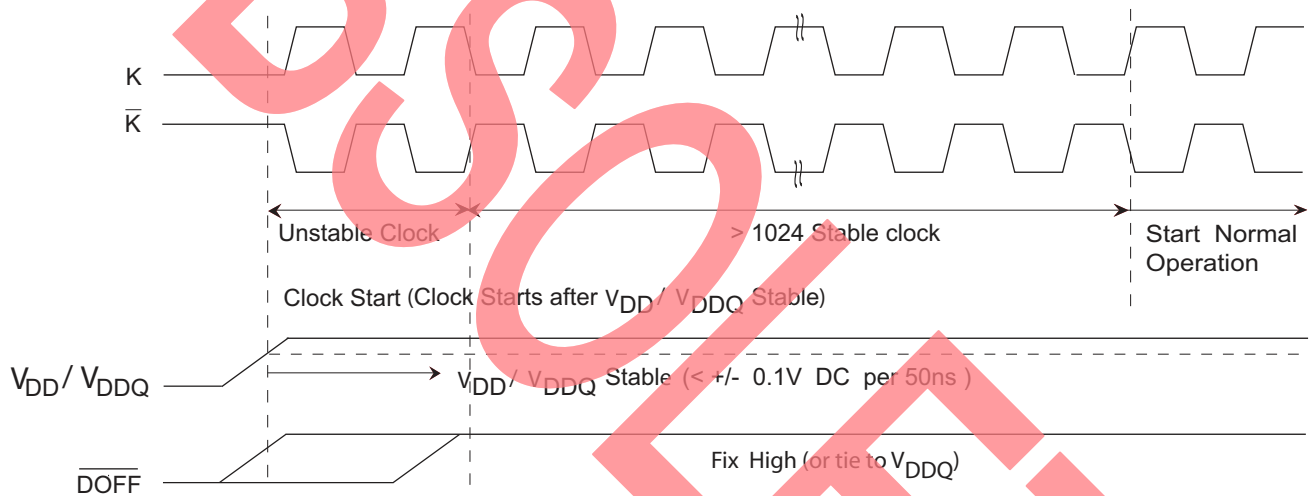 K
K̅
Unstable Clock
> 1024 Stable clock
Start Normal
Operation
Clock Start (Clock Starts after VDD / VDDQ Stable)
VDD / VDDQ
VDD / VDDQ Stable (< +/- 0.1V DC per 50ns )
Fix High (or tie to VDDQ)
D̅O̅F̅F̅
OBSOLETE